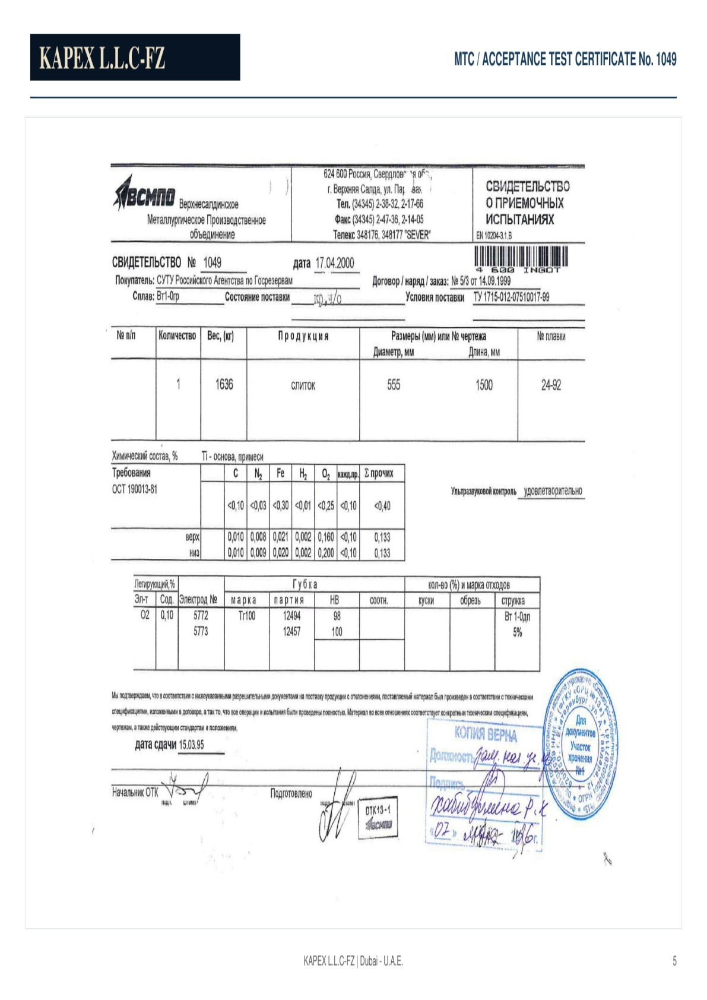 KAPEX L.L.C-FZ
MTC / ACCEPTANCE TEST CERTIFICATE No. 1049
ВСМПО Верхнесалдинское
Металлургическое Производственное
объединение
624 600 Россия,
г. Верхняя Салда, ул.
Тел. (34345) 2-38-32, 2-17-66
Факс (34345) 2-47-36, 2-14-05
Телекс 348176, 348177 "SEVER"
СВИДЕТЕЛЬСТВО
О ПРИЕМОЧНЫХ
ИСПЫТАНИЯХ
EN 10204-3.1.B
СВИДЕТЕЛЬСТВО № 1049 дата 17.04.2000
4 600 INGOT
Покупатель: СУТУ Российского Агентства по Госрезервам Договор / наряд / заказ: № 5/3 от 14.09.1999
Сплав: Вт1-0гр Состояние поставки кр,ч/о Условия поставки ТУ 1715-012-07510017-99
№ п/п Количество Вес, (кг) Продукция Размеры (мм) или № чертежа № плавки
Диаметр, мм Длина, мм
1 1636 слиток 555 1500 24-92
Химический состав, % Ti - основа, примеси
Требования C N2 Fe H2 O2 кажд.пр. Σ прочих
ОСТ 190013-81
Ультразвуковой контроль удовлетворительно
<0,10 <0,03 <0,30 <0,01 <0,25 <0,10 <0,40
верх 0,010 0,008 0,021 0,002 0,160 <0,10 0,133
низ 0,010 0,009 0,020 0,002 0,200 <0,10 0,133
Легирующий,% Губка кол-во (%) и марка отходов
Эл-т Сод. Электрод № марка партия НВ соотн. куски обрезь стружка
O2 0,10 5772 Тг100 12494 98 Вт 1-0дп
5773 12457 100 5%
Мы подтверждаем, что в соответствии с нижеуказанными разрешительными документами на поставку продукции с отклонениями, поставляемый материал был произведен в соответствии с техническими
спецификациями, изложенными в договоре, а так то, что все операции и испытания были проведены полностью. Материал во всех отношениях соответствует конкретным техническим спецификациям,
чертежам, а также действующим стандартам и положениям.
дата сдачи 15.03.95
Начальник ОТК
Подготовлено
ОТК13-1
ВСМПО
КОПИЯ ВЕРНА
Должность зам. нач. уч.
Подпись
Хабибуллина Р.
«07»
г.
Для
документов
Участок
хранения
№1
KAPEX L.L.C-FZ | Dubai - U.A.E.
5